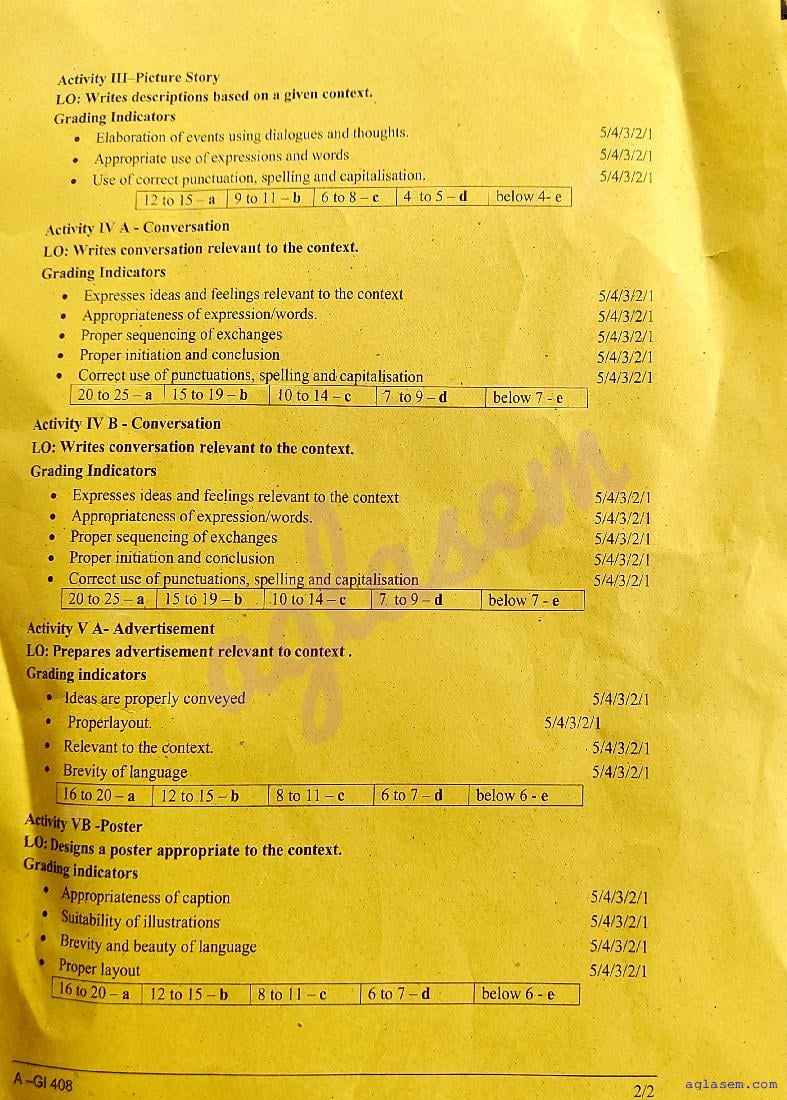 Activity III–Picture Story
LO: Writes descriptions based on a given context.
Grading Indicators
• Elaboration of events using dialogues and thoughts. 5/4/3/2/1
• Appropriate use of expressions and words 5/4/3/2/1
• Use of correct punctuation, spelling and capitalisation. 5/4/3/2/1
12 to 15 – a | 9 to 11 – b | 6 to 8 – c | 4 to 5 – d | below 4- e
Activity IV A - Conversation
LO: Writes conversation relevant to the context.
Grading Indicators
• Expresses ideas and feelings relevant to the context 5/4/3/2/1
• Appropriateness of expression/words. 5/4/3/2/1
• Proper sequencing of exchanges 5/4/3/2/1
• Proper initiation and conclusion 5/4/3/2/1
• Correct use of punctuations, spelling and capitalisation 5/4/3/2/1
20 to 25 – a | 15 to 19 – b | 10 to 14 – c | 7 to 9 – d | below 7 - e
Activity IV B - Conversation
LO: Writes conversation relevant to the context.
Grading Indicators
• Expresses ideas and feelings relevant to the context 5/4/3/2/1
• Appropriateness of expression/words. 5/4/3/2/1
• Proper sequencing of exchanges 5/4/3/2/1
• Proper initiation and conclusion 5/4/3/2/1
• Correct use of punctuations, spelling and capitalisation 5/4/3/2/1
20 to 25 – a | 15 to 19 – b | 10 to 14 – c | 7 to 9 – d | below 7 - e
Activity V A- Advertisement
LO: Prepares advertisement relevant to context .
Grading indicators
• Ideas are properly conveyed 5/4/3/2/1
• Properlayout. 5/4/3/2/1
• Relevant to the context. 5/4/3/2/1
• Brevity of language 5/4/3/2/1
16 to 20 – a | 12 to 15 – b | 8 to 11 – c | 6 to 7 – d | below 6 - e
Activity VB -Poster
LO: Designs a poster appropriate to the context.
Grading indicators
• Appropriateness of caption 5/4/3/2/1
• Suitability of illustrations 5/4/3/2/1
• Brevity and beauty of language 5/4/3/2/1
• Proper layout 5/4/3/2/1
16 to 20 – a | 12 to 15 – b | 8 to 11 – c | 6 to 7 – d | below 6 - e
A –GI 408
2/2
aglasem.com
aglasem